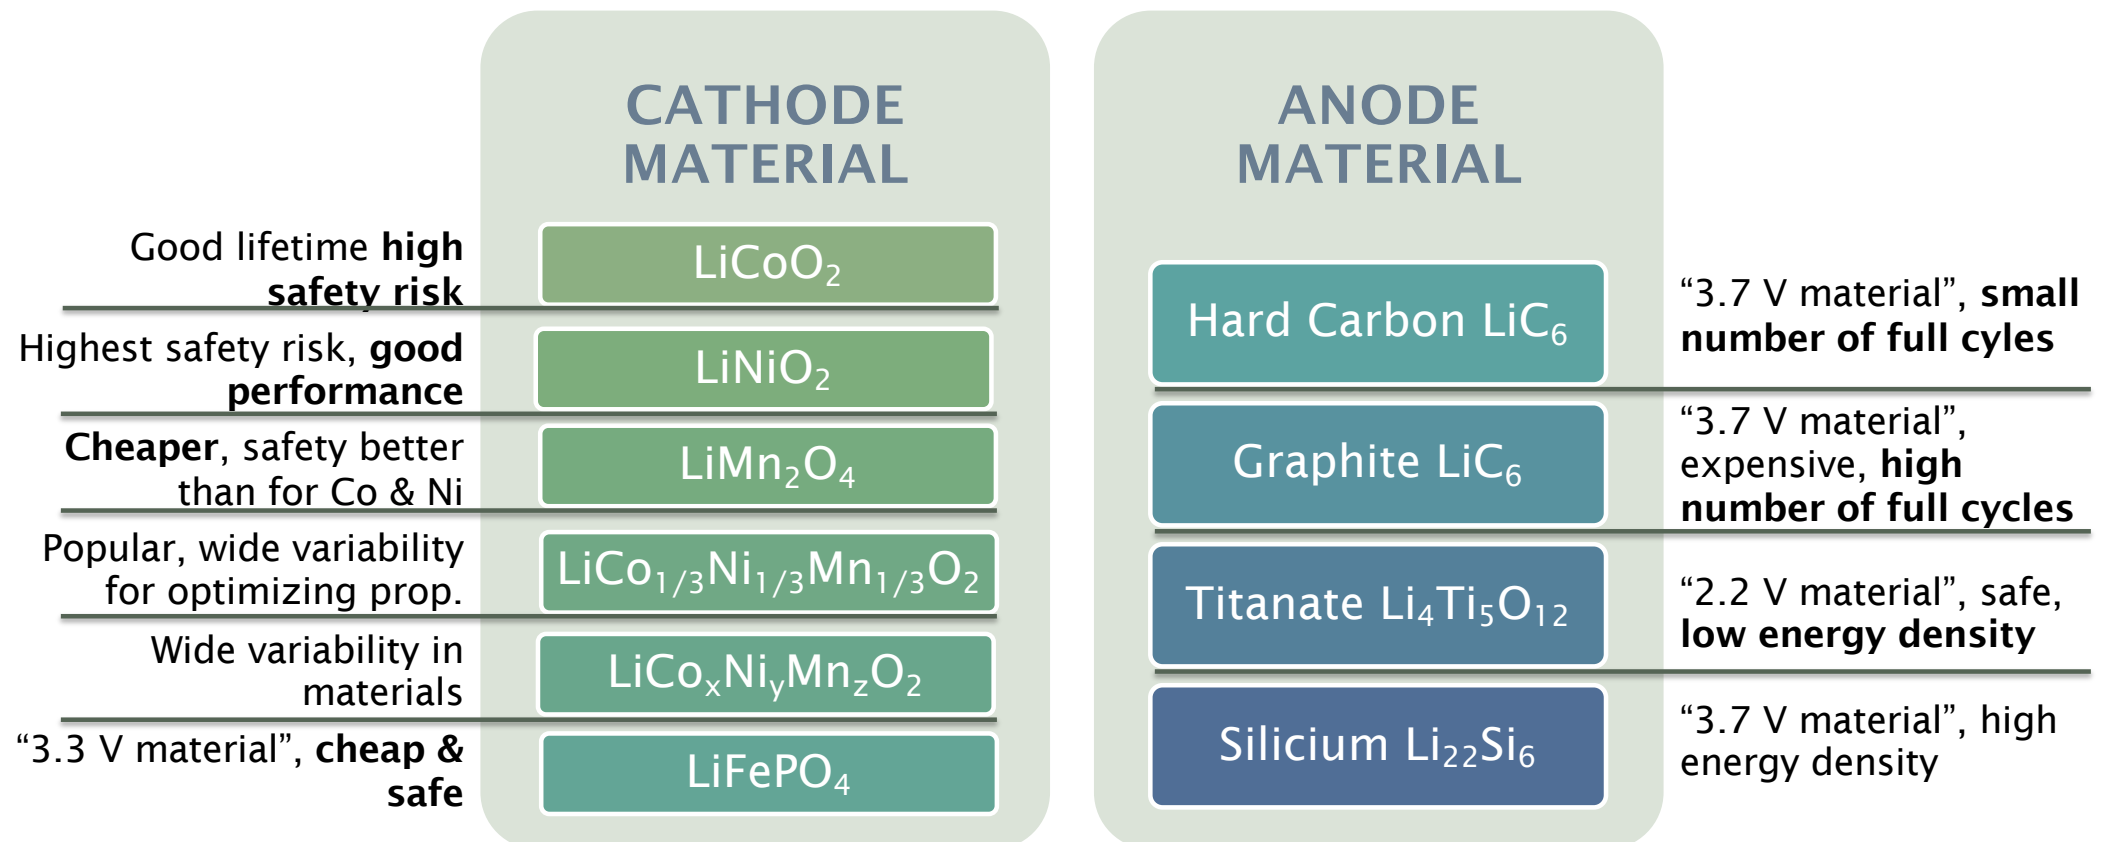 CATHODE
MATERIAL
Good lifetime high
safety risk
LiCoO₂
Highest safety risk, good
performance
LiNiO₂
Cheaper, safety better
than for Co & Ni
LiMn₂O₄
Popular, wide variability
for optimizing prop.
LiCo₁/₃Ni₁/₃Mn₁/₃O₂
Wide variability in
materials
LiCoₓNiᵧMn_zO₂
“3.3 V material”, cheap &
safe
LiFePO₄
ANODE
MATERIAL
Hard Carbon LiC₆
“3.7 V material”, small
number of full cyles
Graphite LiC₆
“3.7 V material”,
expensive, high
number of full cycles
Titanate Li₄Ti₅O₁₂
“2.2 V material”, safe,
low energy density
Silicium Li₂₂Si₆
“3.7 V material”, high
energy density